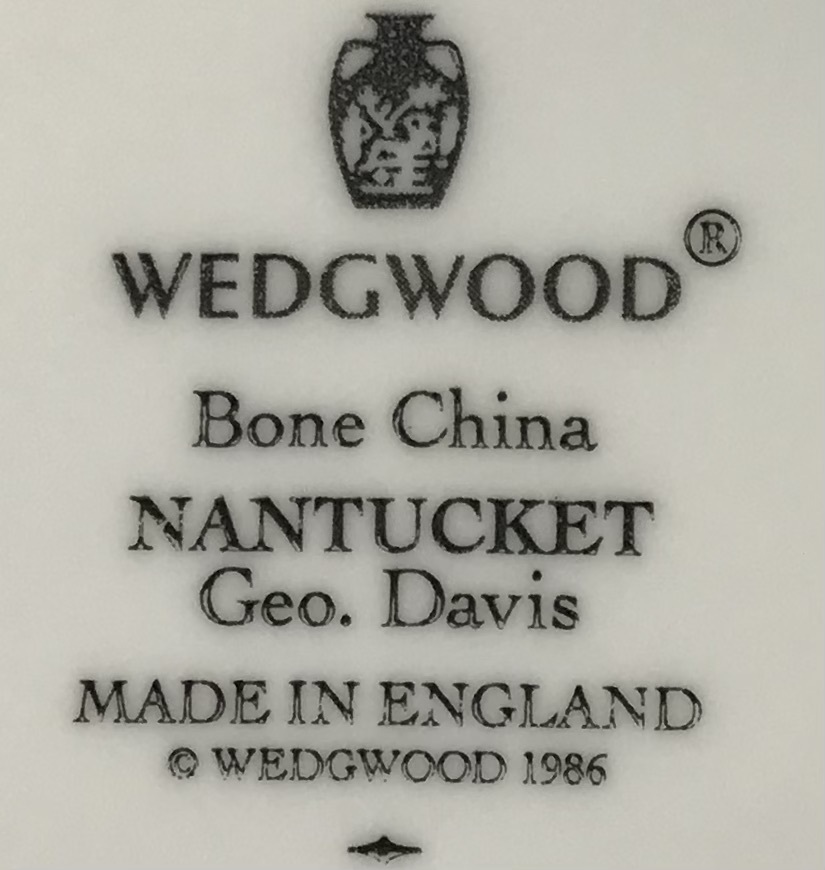 WEDGWOOD®
Bone China
NANTUCKET
Geo. Davis
MADE IN ENGLAND
© WEDGWOOD 1986